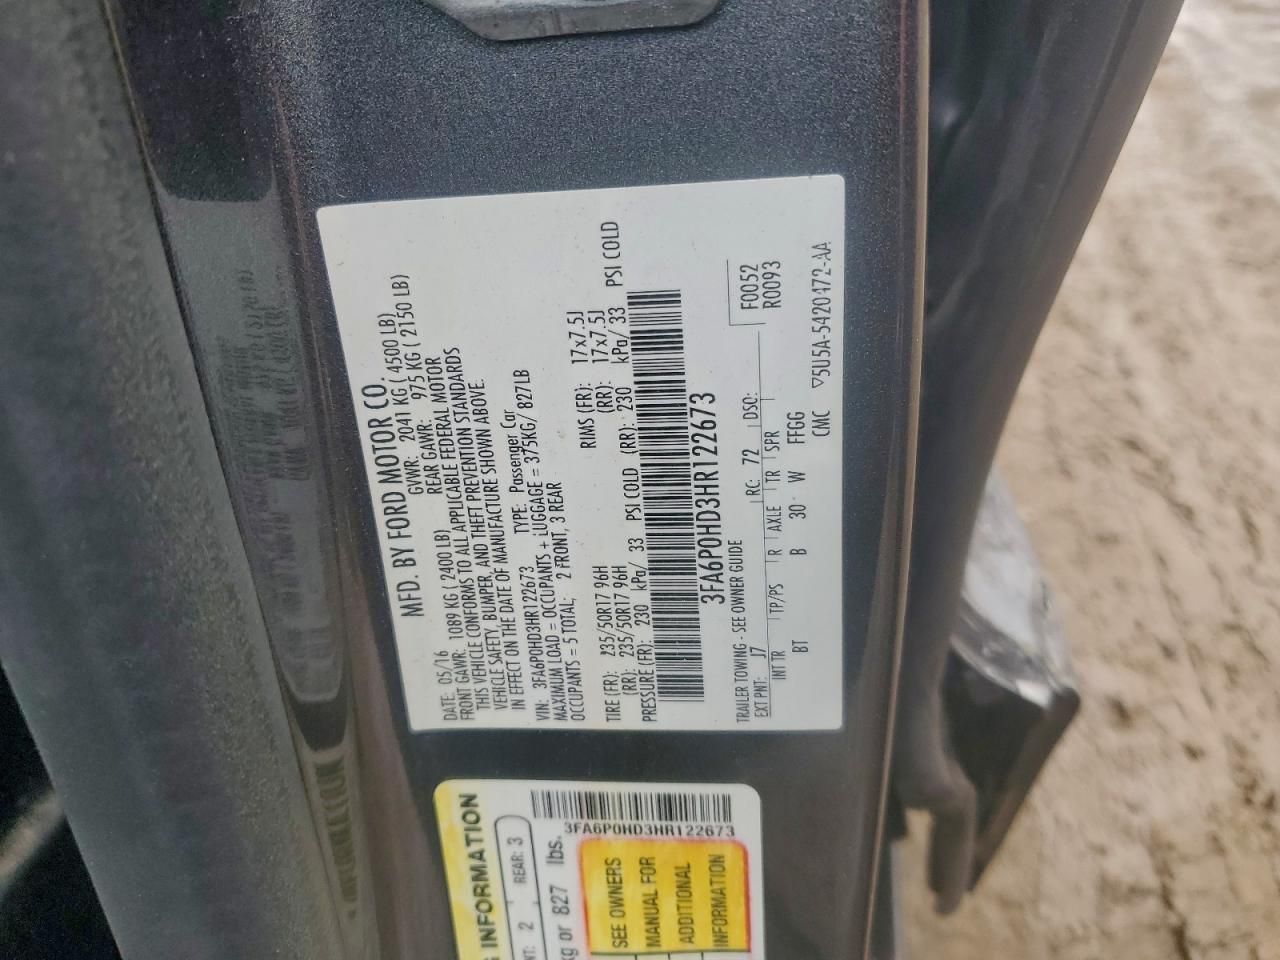 MFD. BY FORD MOTOR CO.
DATE: 05/16 GVWR: 2041 KG ( 4500 LB)
FRONT GAWR: 1089 KG (2400 LB) REAR GAWR: 975 KG ( 2150 LB)
THIS VEHICLE CONFORMS TO ALL APPLICABLE FEDERAL MOTOR
VEHICLE SAFETY, BUMPER, AND THEFT PREVENTION STANDARDS
IN EFFECT ON THE DATE OF MANUFACTURE SHOWN ABOVE.
VIN: 3FA6P0HD3HR122673 TYPE: Passenger Car
MAXIMUM LOAD = OCCUPANTS + LUGGAGE = 375KG/ 827LB
OCCUPANTS = 5 TOTAL; 2 FRONT, 3 REAR
TIRE (FR): 235/50R17 96H RIMS (FR): 17x7.5J
(RR): 235/50R17 96H (RR): 17x7.5J
PRESSURE (FR): 230 kPa/ 33 PSI COLD (RR): 230 kPa/ 33 PSI COLD
3FA6P0HD3HR122673
TRAILER TOWING - SEE OWNER GUIDE F0052
EXT PNT: J7 RC: 72 DSO: R0093
INT TR TP/PS R AXLE TR SPR
BT B 30 W FFGG
CMC ▽5U5A-5420472-AA
INFORMATION
2 REAR: 3
kg or 827 lbs.
3FA6P0HD3HR122673
SEE OWNERS
MANUAL FOR
ADDITIONAL
INFORMATION